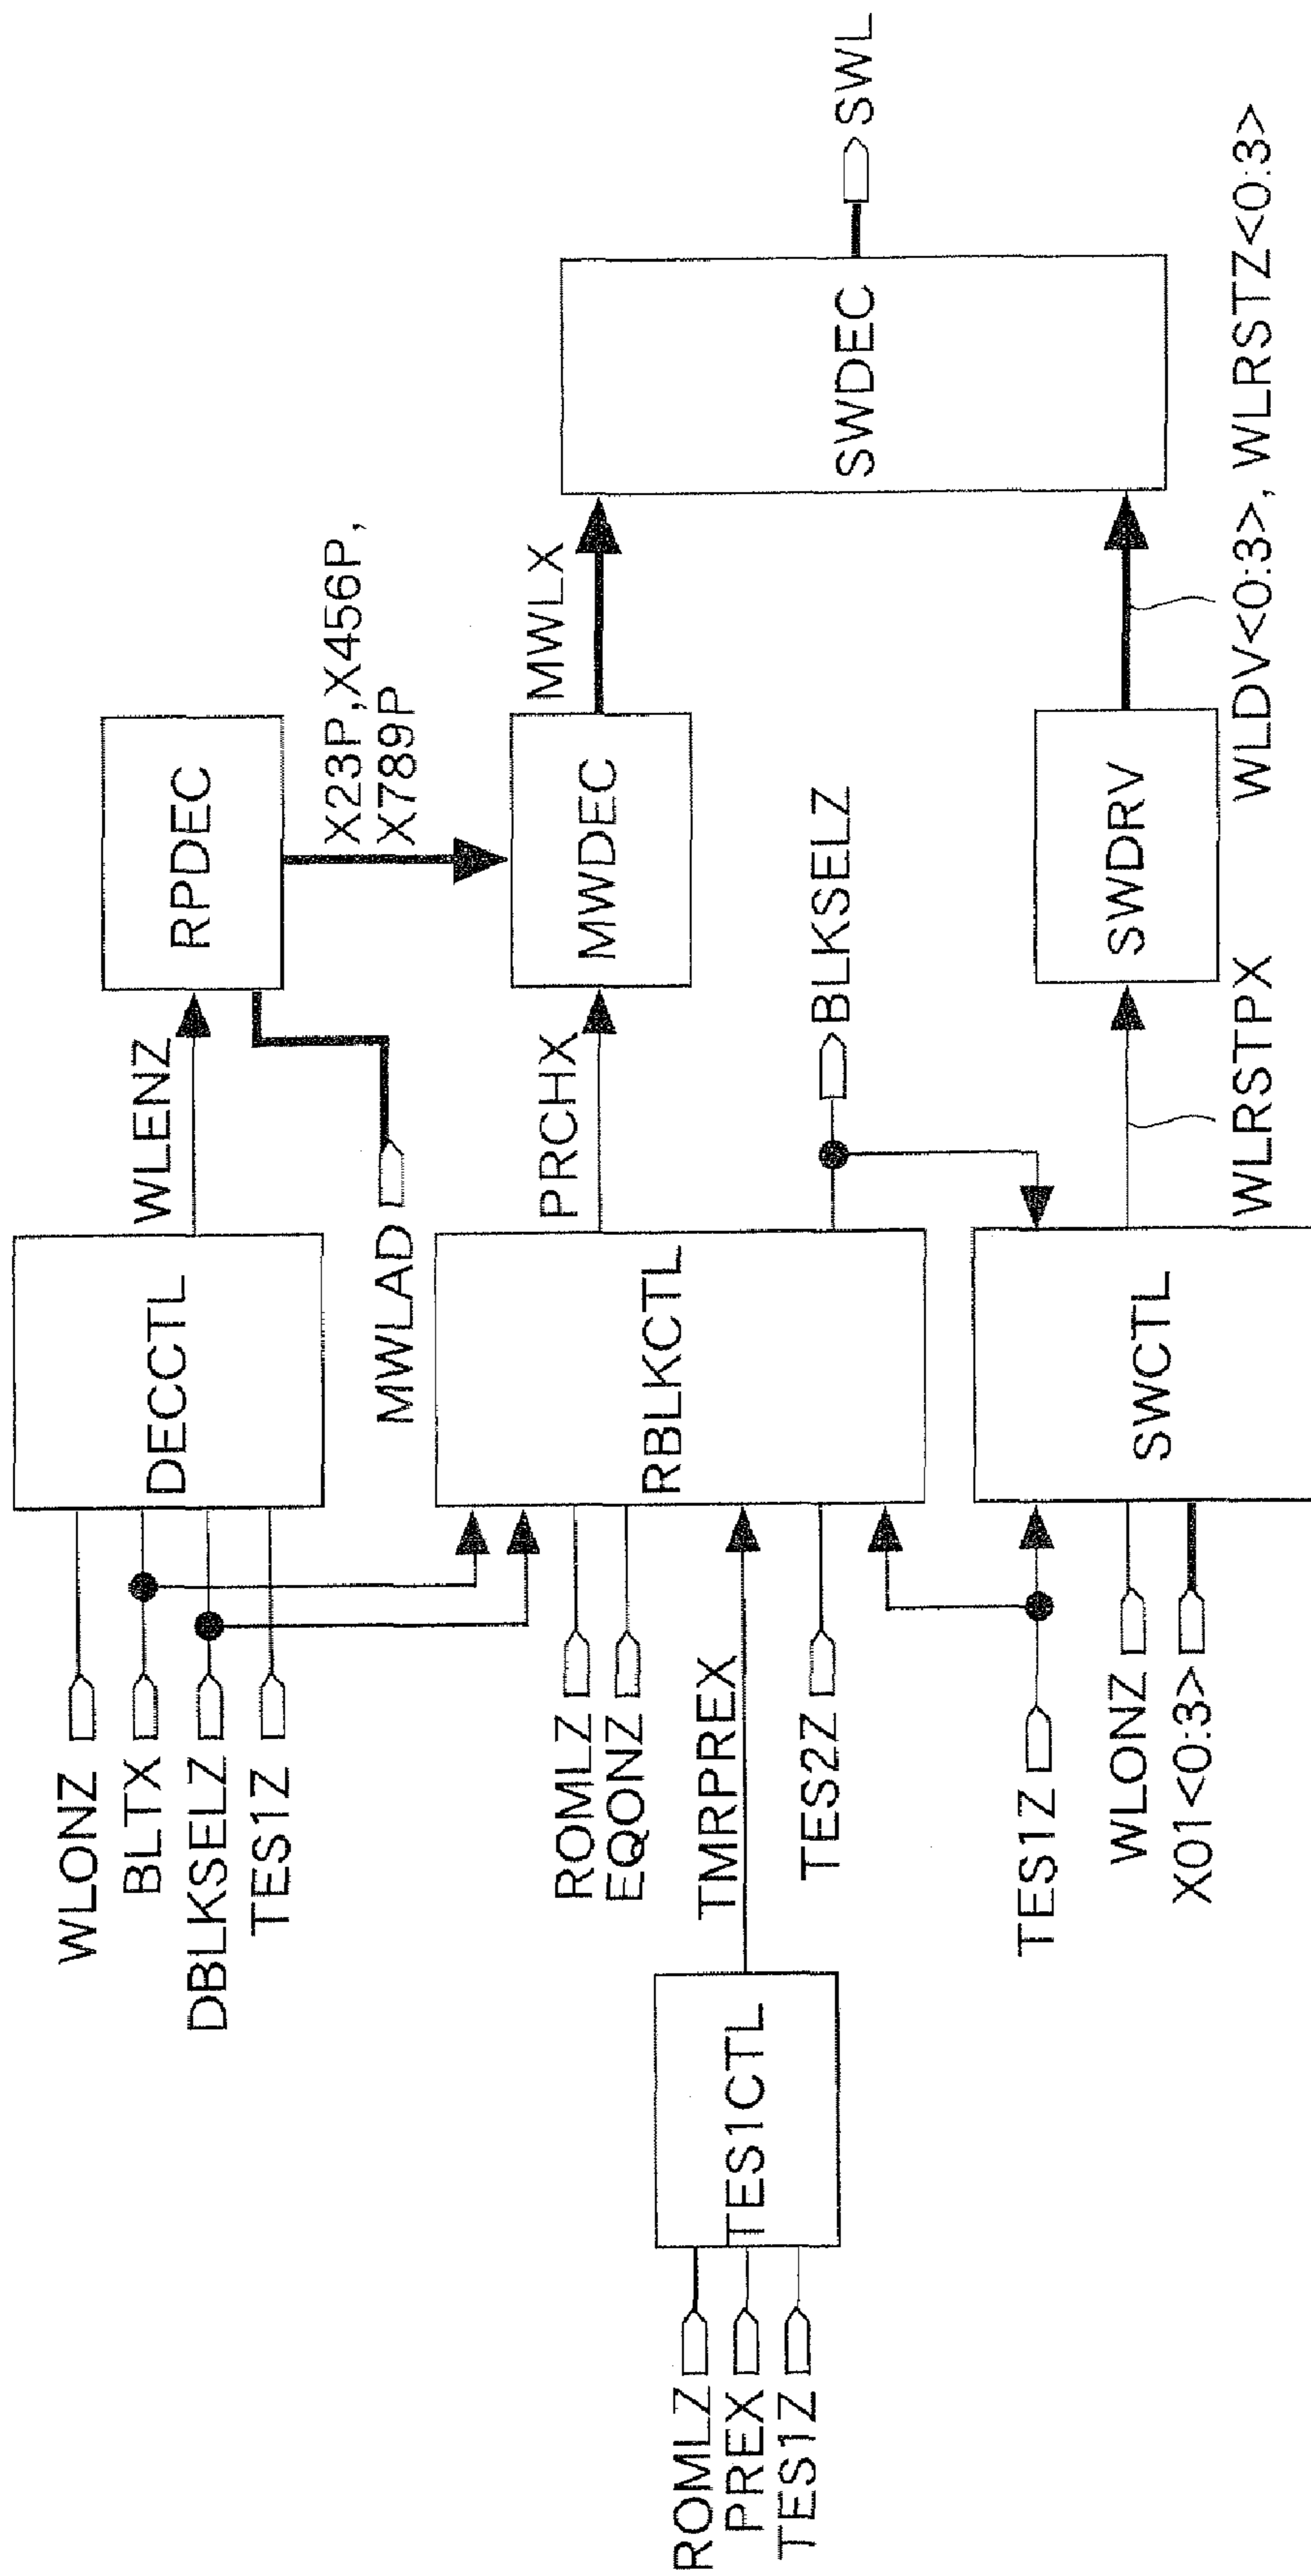 WLONZ
BLTX
DBLKSELZ
TES1Z
DECCTL
WLENZ
RPDEC
MWLAD
X23P,X456P,
X789P
ROMLZ
EQONZ
RBLKCTL
PRCHX
MWDEC
MWLX
SWDEC
SWL
ROMLZ
PREX
TES1Z
TES1CTL
TMRPREX
TES2Z
BLKSELZ
TES1Z
WLONZ
X01<0:3>
SWCTL
WLRSTPX
SWDRV
WLDV<0:3>, WLRSTZ<0:3>